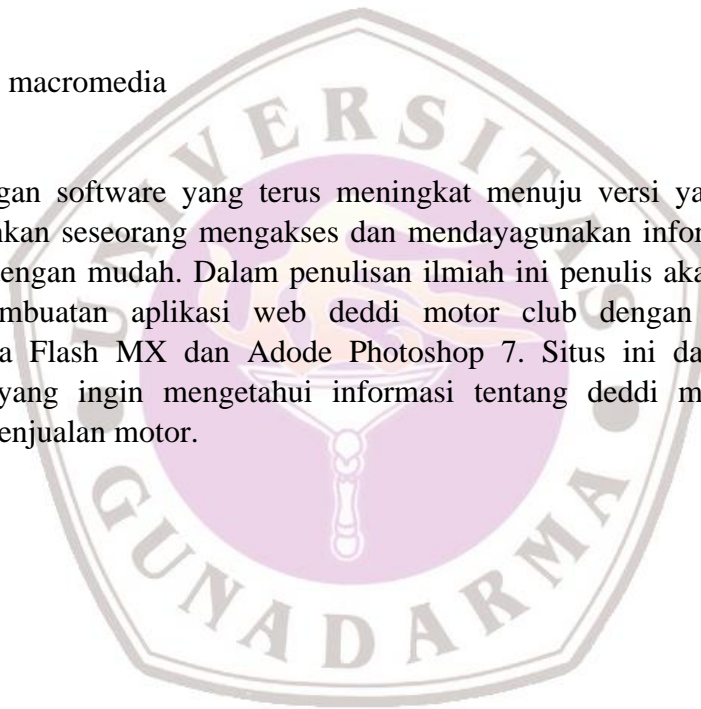 macromedia
gan software yang terus meningkat menuju versi ya
nkan seseorang mengakses dan mendayagunakan infor
engan mudah. Dalam penulisan ilmiah ini penulis aka
mbuatan aplikasi web deddi motor club dengan
a Flash MX dan Adode Photoshop 7. Situs ini da
yang ingin mengetahui informasi tentang deddi m
enjualan motor.
UNIVERSITAS
GUNADARMA